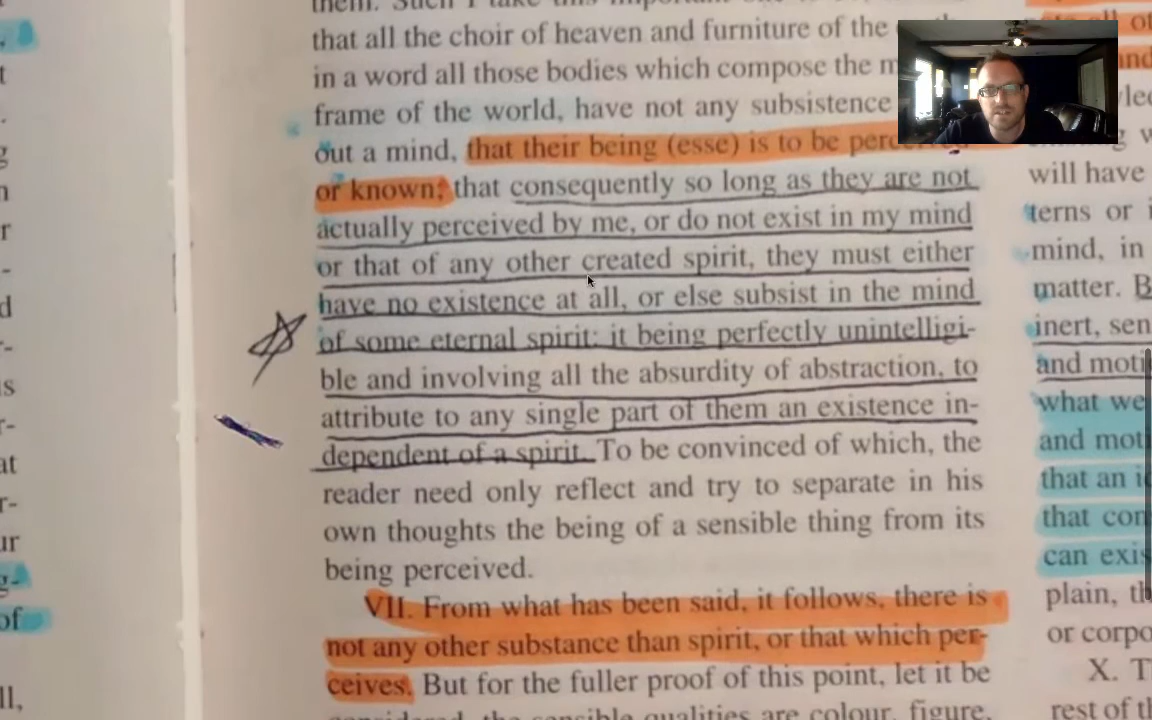 that all the choir of heaven and furniture of the
in a word all those bodies which compose the
frame of the world, have not any subsistence
out a mind, that their being (esse) is to be
or known; that consequently so long as they are not
actually perceived by me, or do not exist in my mind
or that of any other created spirit, they must either
have no existence at all, or else subsist in the mind
of some eternal spirit: it being perfectly unintelligi-
ble and involving all the absurdity of abstraction, to
attribute to any single part of them an existence in-
dependent of a spirit. To be convinced of which, the
reader need only reflect and try to separate in his
own thoughts the being of a sensible thing from its
being perceived.
VII. From what has been said, it follows, there is
not any other substance than spirit, or that which per-
ceives. But for the fuller proof of this point, let it be
the sensible qualities are colour, figure,
will have
terns or
mind, in
matter.
inert,
and
what we
and
that an
that
can
plain,
or
X.
rest of
of